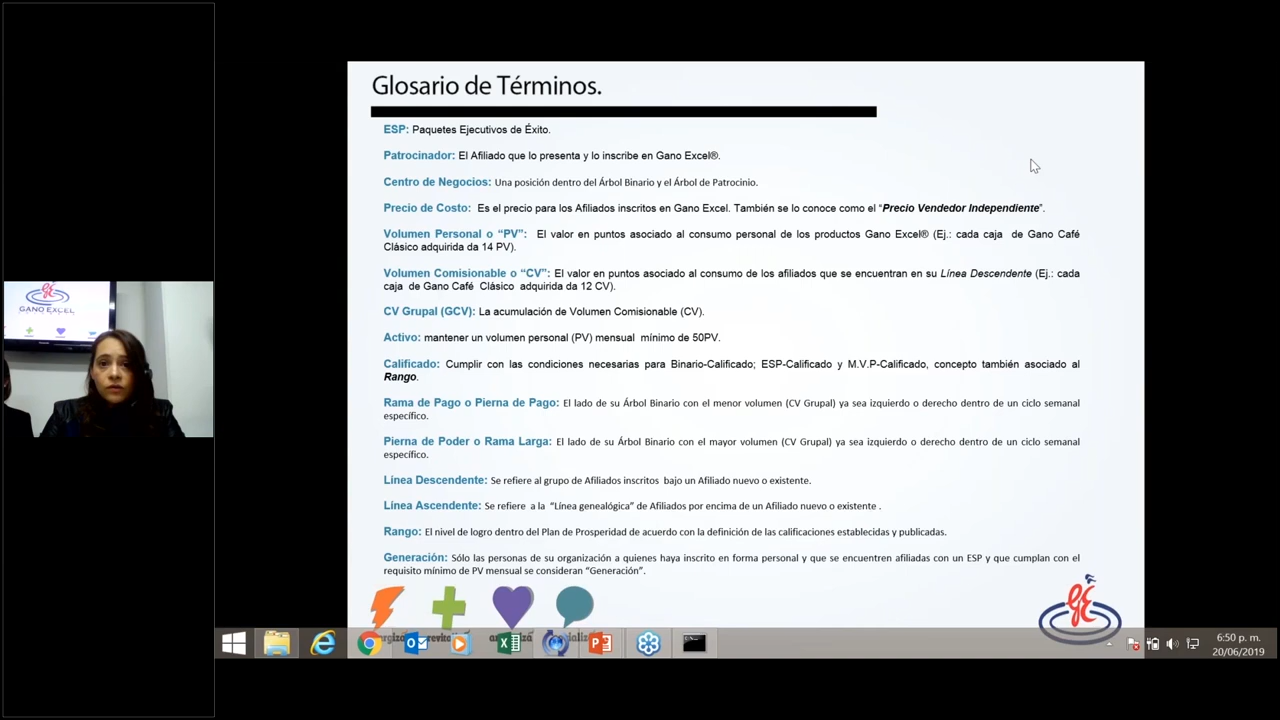 Glosario de Términos.
ESP: Paquetes Ejecutivos de Éxito.
Patrocinador: El Afiliado que lo presenta y lo inscribe en Gano Excel®.
Centro de Negocios: Una posición dentro del Árbol Binario y el Árbol de Patrocinio.
Precio de Costo: Es el precio para los Afiliados inscritos en Gano Excel. También se lo conoce como el “Precio Vendedor Independiente”.
Volumen Personal o “PV”: El valor en puntos asociado al consumo personal de los productos Gano Excel® (Ej.: cada caja de Gano Café
Clásico adquirida da 14 PV).
Volumen Comisionable o “CV”: El valor en puntos asociado al consumo de los afiliados que se encuentran en su Línea Descendente (Ej.: cada
caja de Gano Café Clásico adquirida da 12 CV).
CV Grupal (GCV): La acumulación de Volumen Comisionable (CV).
Activo: mantener un volumen personal (PV) mensual mínimo de 50PV.
Calificado: Cumplir con las condiciones necesarias para Binario-Calificado; ESP-Calificado y M.V.P-Calificado, concepto también asociado al
Rango.
Rama de Pago o Pierna de Pago: El lado de su Árbol Binario con el menor volumen (CV Grupal) ya sea izquierdo o derecho dentro de un ciclo semanal
específico.
Pierna de Poder o Rama Larga: El lado de su Árbol Binario con el mayor volumen (CV Grupal) ya sea izquierdo o derecho dentro de un ciclo semanal
específico.
Línea Descendente: Se refiere al grupo de Afiliados inscritos bajo un Afiliado nuevo o existente.
Línea Ascendente: Se refiere a la “Línea genealógica” de Afiliados por encima de un Afiliado nuevo o existente .
Rango: El nivel de logro dentro del Plan de Prosperidad de acuerdo con la definición de las calificaciones establecidas y publicadas.
Generación: Sólo las personas de su organización a quienes haya inscrito en forma personal y que se encuentren afiliadas con un ESP y que cumplan con el
requisito mínimo de PV mensual se consideran “Generación”.
GANO EXCEL
GE
6:50 p. m.
20/06/2019